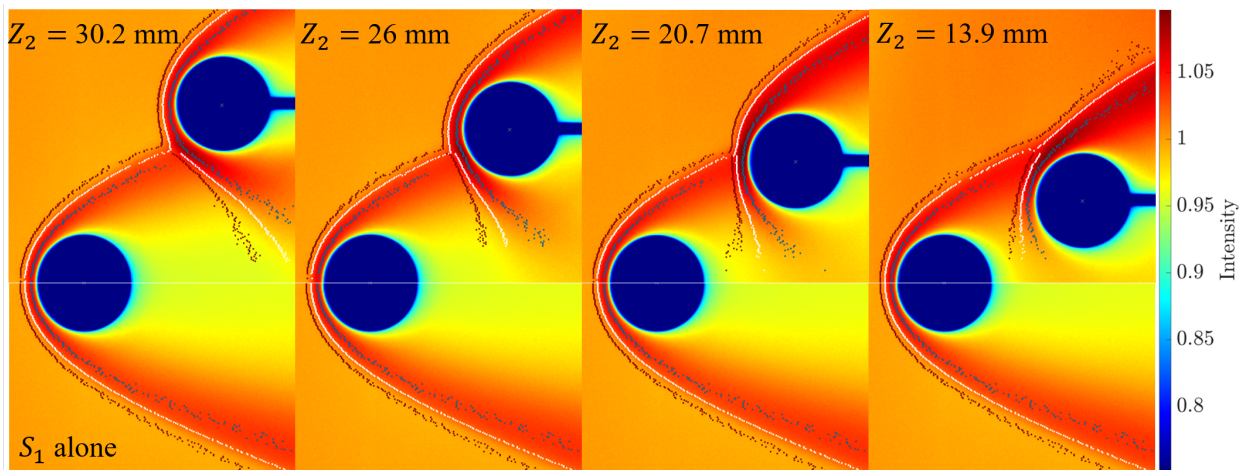 Z₂ = 30.2 mm
Z₂ = 26 mm
Z₂ = 20.7 mm
Z₂ = 13.9 mm
1.05
1
0.95
0.9
0.85
0.8
Intensity
S₁ alone